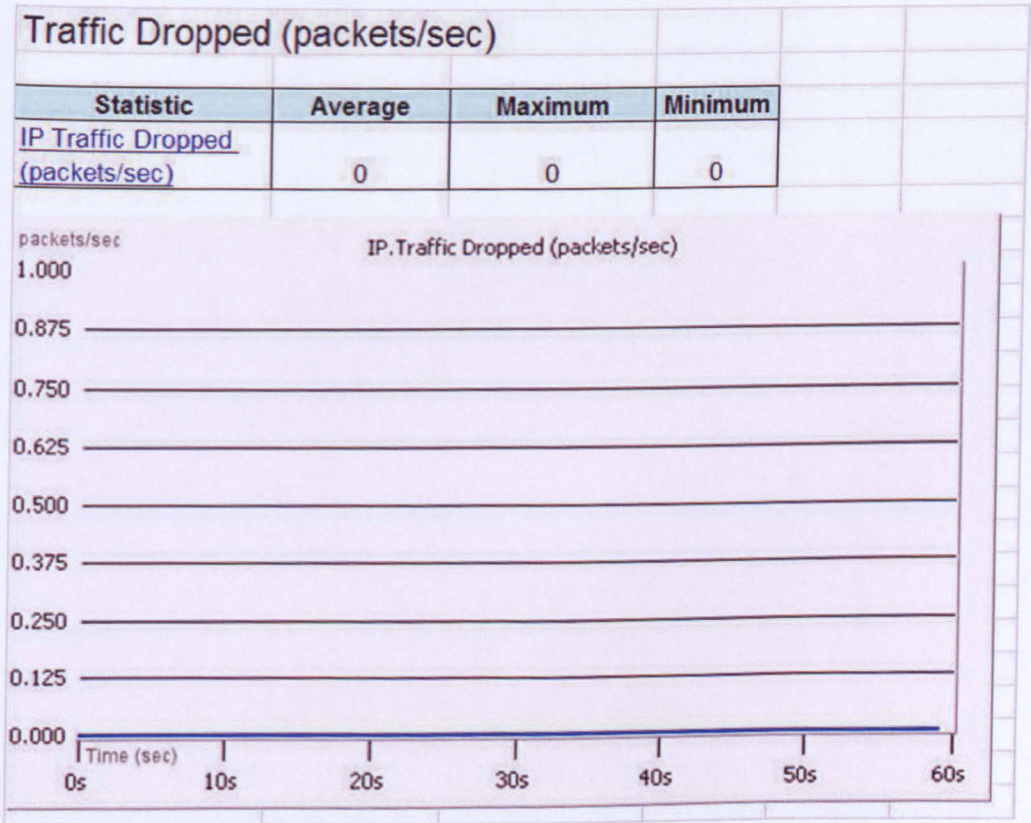 Traffic Dropped (packets/sec)
Statistic Average Maximum Minimum
IP Traffic Dropped
(packets/sec) 0 0 0
packets/sec
IP.Traffic Dropped (packets/sec)
1.000
0.875
0.750
0.625
0.500
0.375
0.250
0.125
0.000
Time (sec)
0s 10s 20s 30s 40s 50s 60s